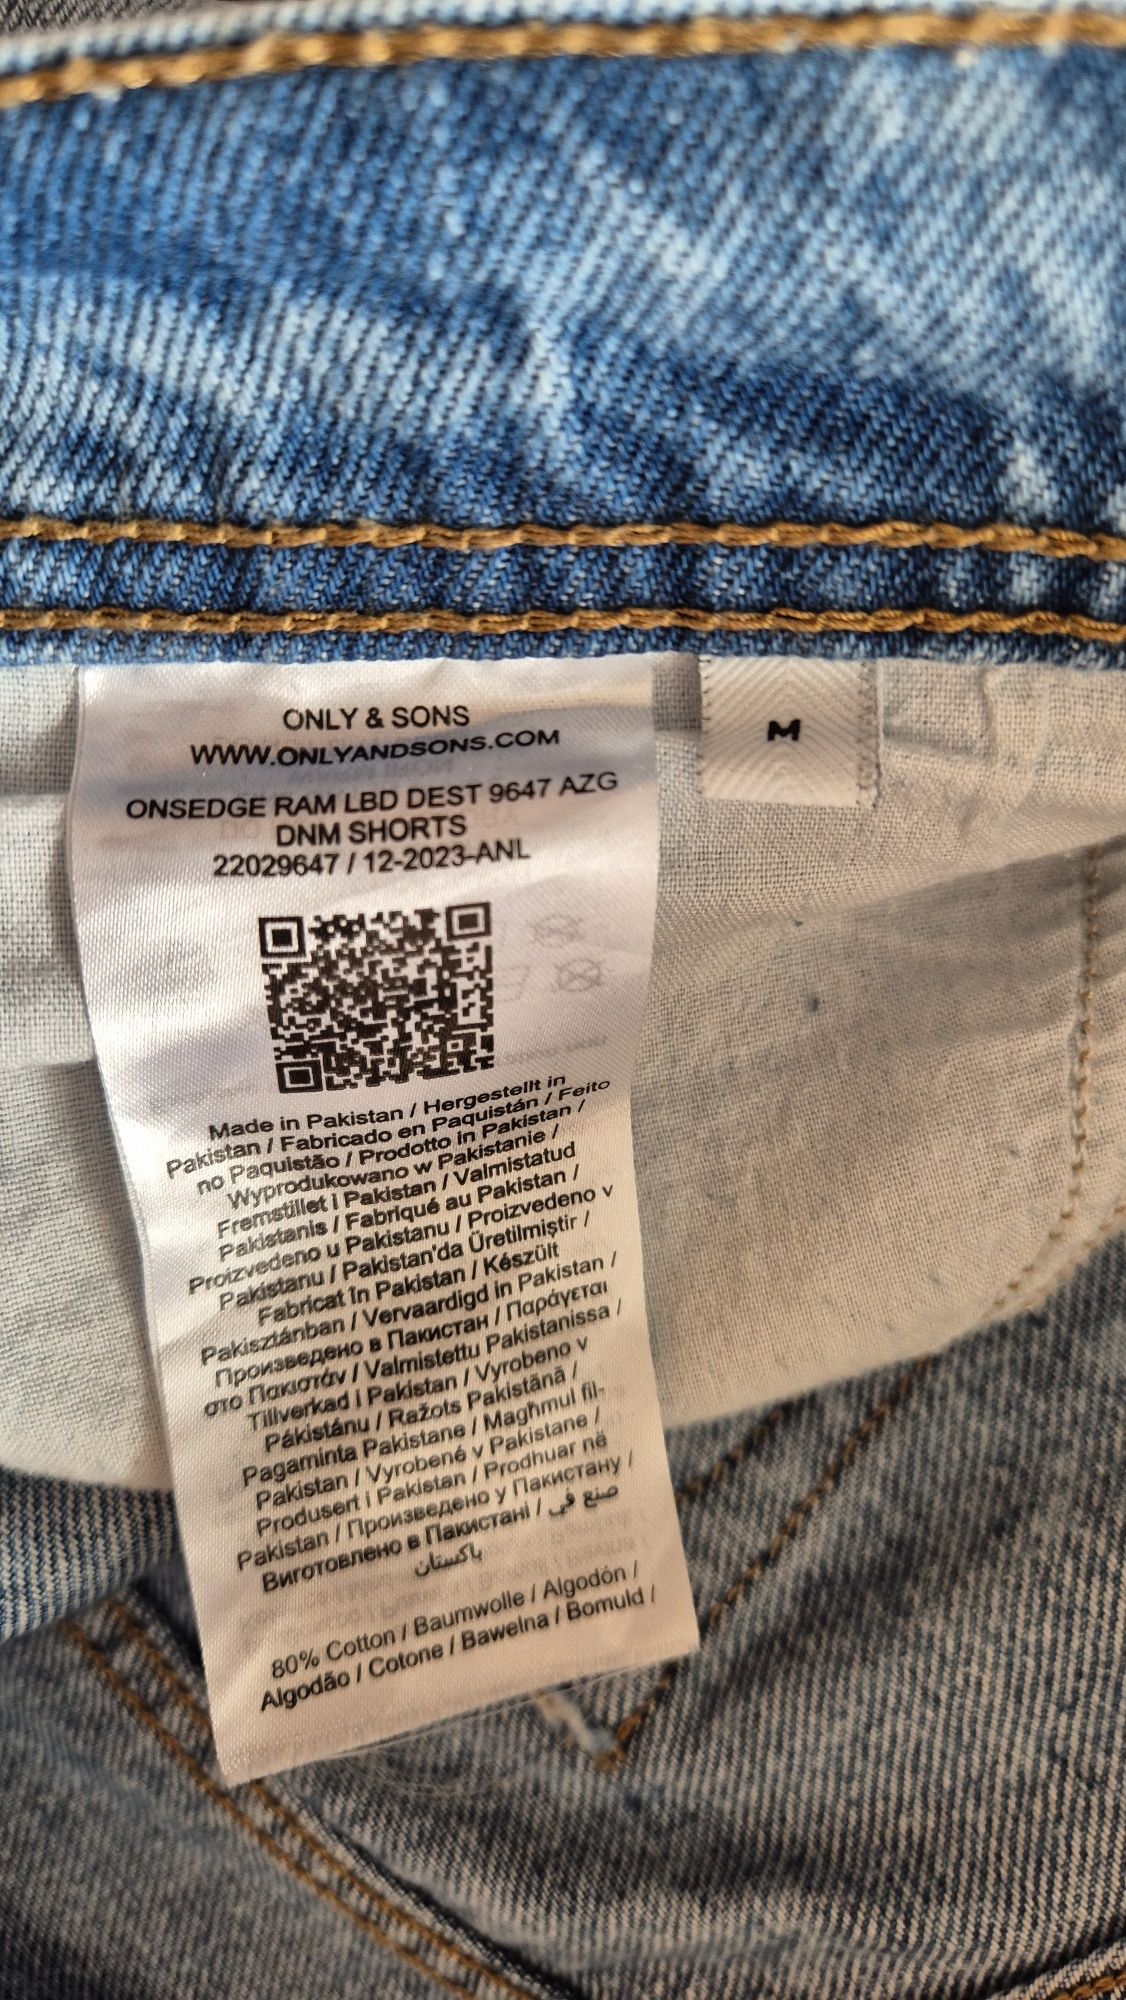 ONLY & SONS
WWW.ONLYANDSONS.COM
M
ONSEDGE RAM LBD DEST 9647 AZG
DNM SHORTS
22029647 / 12-2023-ANL
Made in Pakistan / Hergestellt in
Pakistan / Fabricado en Paquistán / Feito
no Paquistão / Prodotto in Pakistan /
Wyprodukowano w Pakistanie /
Fremstillet i Pakistan / Valmistatud
Pakistanis / Fabriqué au Pakistan /
Proizvedeno u Pakistanu / Proizvedeno v
Pakistanu / Pakistan'da Üretilmiştir /
Fabricat în Pakistan / Készült
Pakisztánban / Vervaardigd in Pakistan /
Произведено в Пакистан / Παράγεται
στο Πακιστάν / Valmistettu Pakistanissa /
Tillverkad i Pakistan / Vyrobeno v
Pákistánu / Ražots Pakistānā /
Pagaminta Pakistane / Magħmul fil-
Pakistan / Vyrobené v Pakistane /
Produsert i Pakistan / Prodhuar në
Pakistan / Произведено у Пакистану /
Виготовлено в Пакистані / صنع في
باكستان
80% Cotton / Baumwolle / Algodón /
Algodão / Cotone / Bawełna / Bomuld /